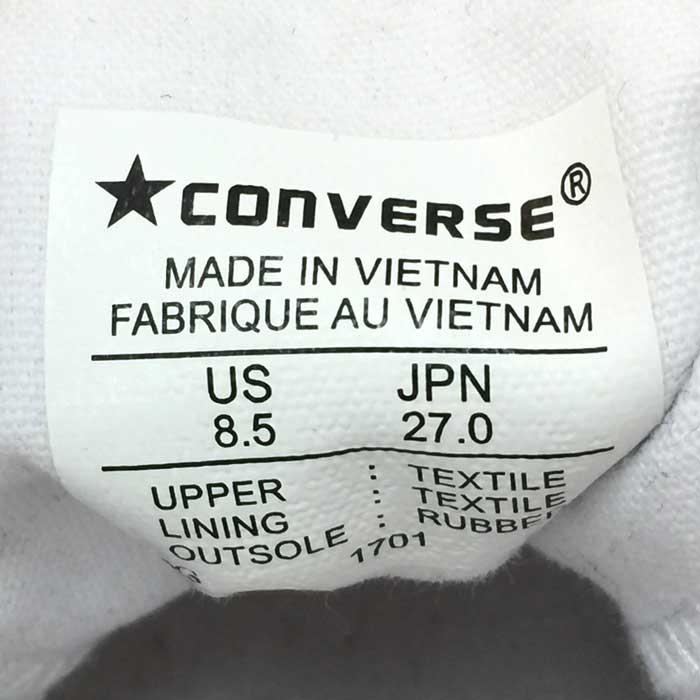 ★CONVERSE®
MADE IN VIETNAM
FABRIQUE AU VIETNAM
US JPN
8.5 27.0
UPPER : TEXTILE
LINING : TEXTILE
OUTSOLE : RUBBE
1701